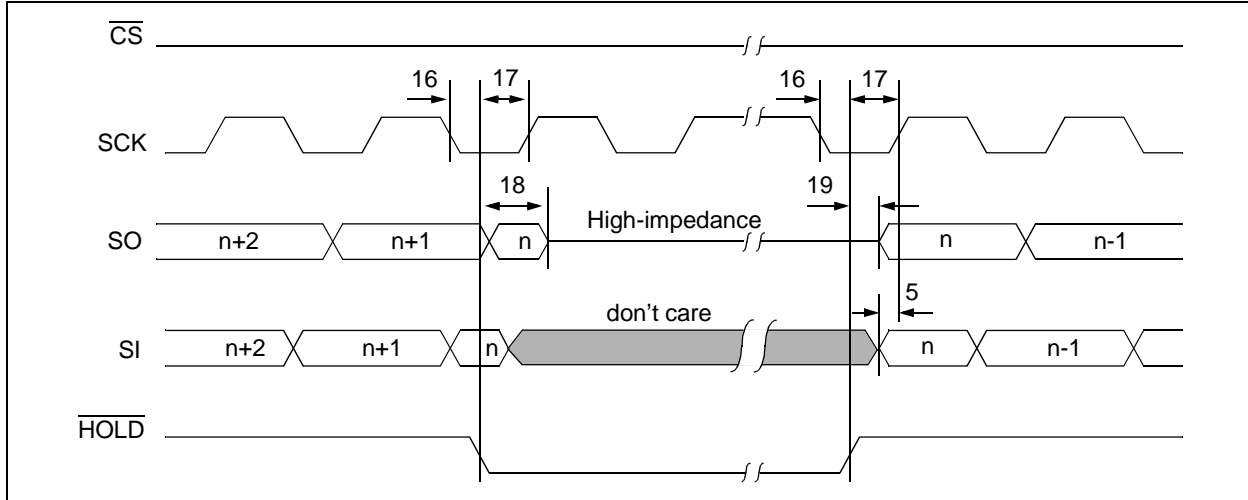 CS
16 17 16 17
SCK
18 19
High-impedance
SO n+2 n+1 n n n-1
5
don't care
SI n+2 n+1 n n n-1
HOLD